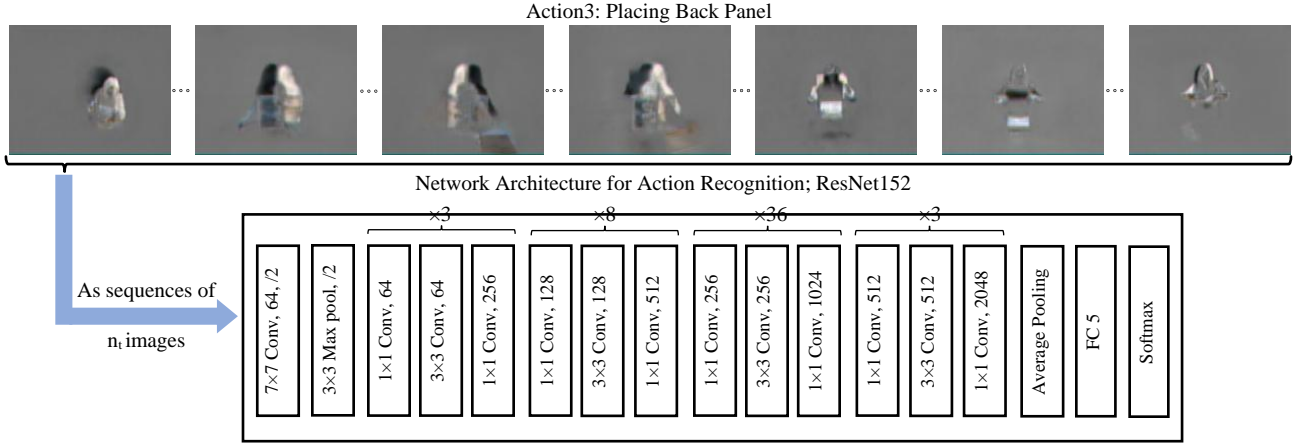 Action3: Placing Back Panel
Network Architecture for Action Recognition; ResNet152
As sequences of
nₜ images
×3
×8
×36
×3
7×7 Conv, 64, /2
3×3 Max pool, /2
1×1 Conv, 64
3×3 Conv, 64
1×1 Conv, 256
1×1 Conv, 128
3×3 Conv, 128
1×1 Conv, 512
1×1 Conv, 256
3×3 Conv, 256
1×1 Conv, 1024
1×1 Conv, 512
3×3 Conv, 512
1×1 Conv, 2048
Average Pooling
FC 5
Softmax